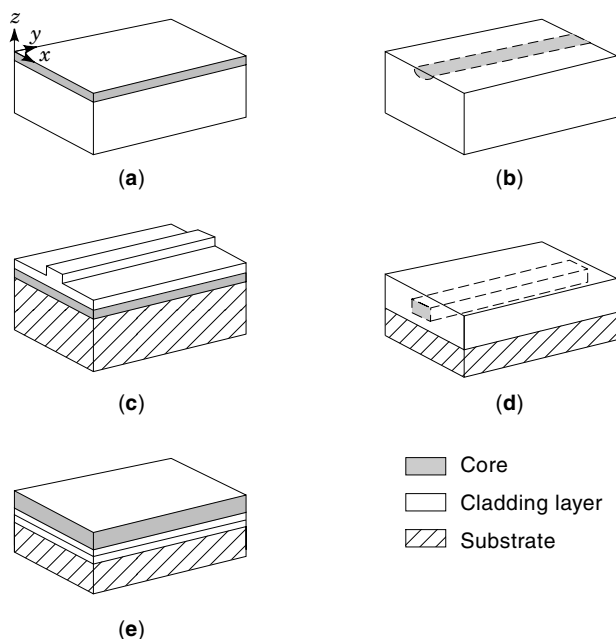 z
y
x
(a)
(b)
(c)
(d)
Core
Cladding layer
Substrate
(e)